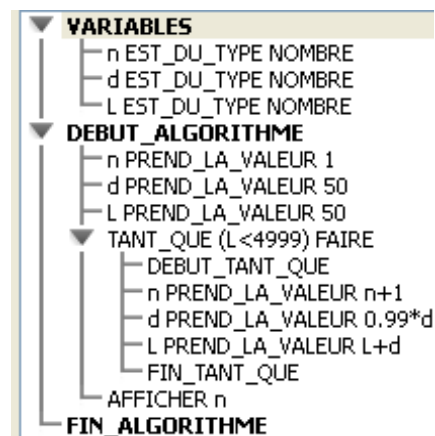 VARIABLES
n EST_DU_TYPE NOMBRE
d EST_DU_TYPE NOMBRE
L EST_DU_TYPE NOMBRE
DEBUT_ALGORITHME
n PREND_LA_VALEUR 1
d PREND_LA_VALEUR 50
L PREND_LA_VALEUR 50
TANT_QUE (L<4999) FAIRE
DEBUT_TANT_QUE
n PREND_LA_VALEUR n+1
d PREND_LA_VALEUR 0.99*d
L PREND_LA_VALEUR L+d
FIN_TANT_QUE
AFFICHER n
FIN_ALGORITHME